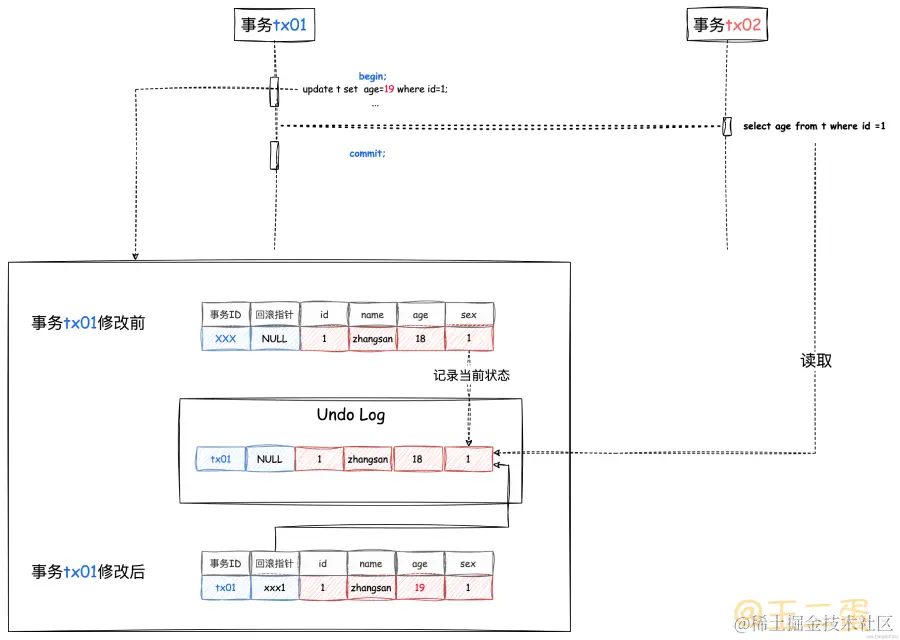 事务tx01
事务tx02
begin;
update t set age=19 where id=1;
...
select age from t where id =1
commit;
事务tx01修改前
事务ID 回滚指针 id name age sex
XXX NULL 1 zhangsan 18 1
记录当前状态
读取
Undo Log
tx01 NULL 1 zhangsan 18 1
事务tx01修改后
事务ID 回滚指针 id name age sex
tx01 xxx1 1 zhangsan 19 1
@王二蛋
@稀土掘金技术社区